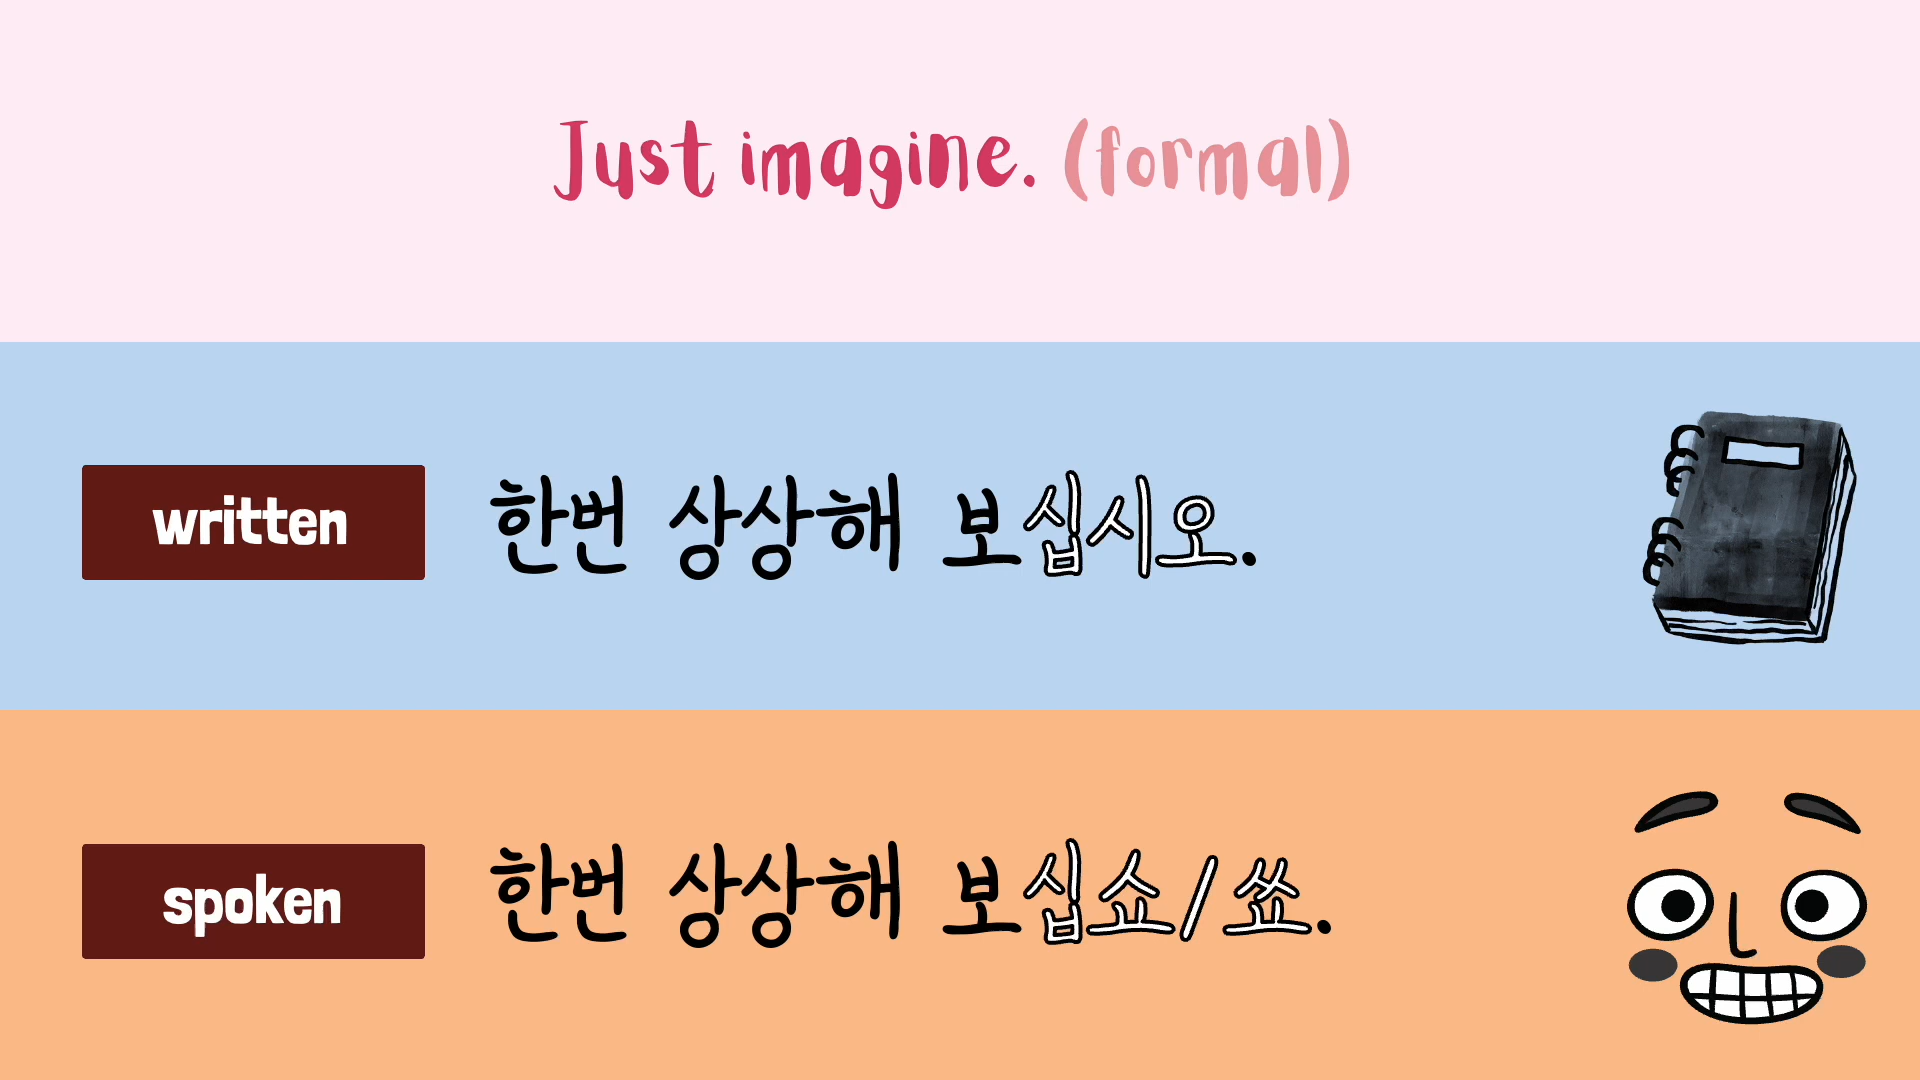 Just imagine. (formal)
written
한번 상상해 보십시오.
spoken
한번 상상해 보십쇼/쑈.